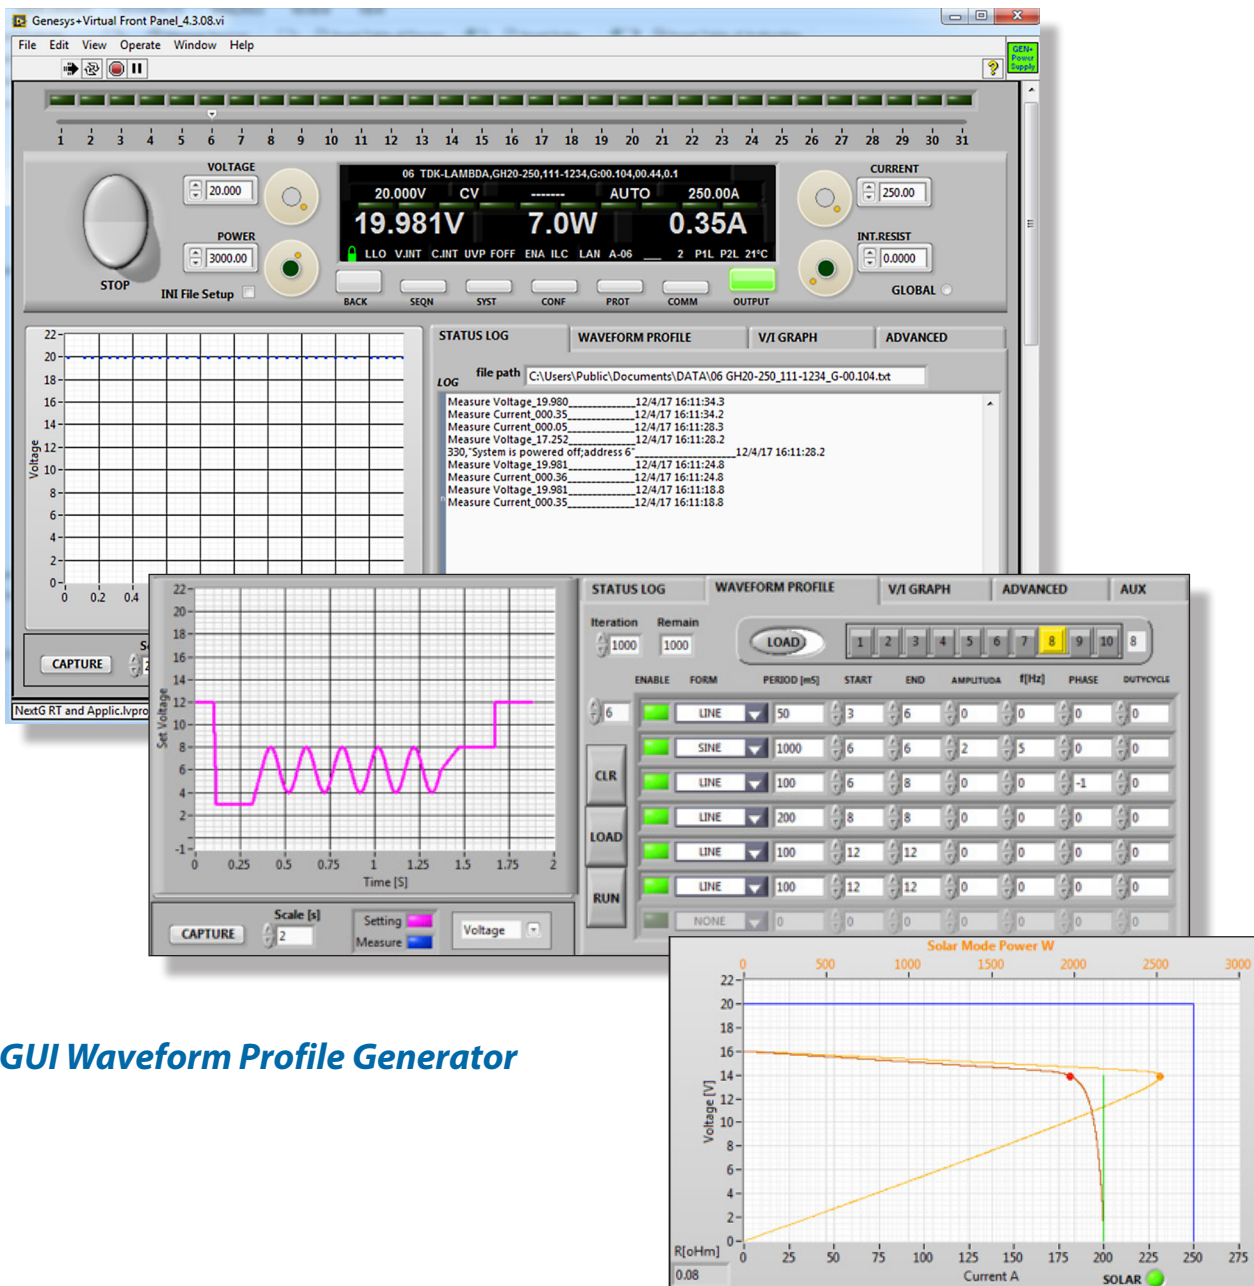 Genesys+Virtual Front Panel_4.3.08.vi
File Edit View Operate Window Help
GEN+
Power
Supply
1 2 3 4 5 6 7 8 9 10 11 12 13 14 15 16 17 18 19 20 21 22 23 24 25 26 27 28 29 30 31
VOLTAGE
20.000
POWER
3000.00
STOP
INI File Setup
06 TDK-LAMBDA,GH20-250,111-1234,G:00.104,00.44,0.1
20.000V CV ------- AUTO 250.00A
19.981V 7.0W 0.35A
LLO V.INT C.INT UVP FOFF ENA ILC LAN A-06 ___ 2 P1L P2L 21°C
BACK SEQN SYST CONF PROT COMM OUTPUT
CURRENT
250.00
INT.RESIST
0.0000
GLOBAL
22
20
18
16
14
12
10
8
6
4
2
0
Voltage
0 0.2 0.4
STATUS LOG WAVEFORM PROFILE V/I GRAPH ADVANCED
LOG file path C:\Users\Public\Documents\DATA\06 GH20-250_111-1234_G-00.104.txt
Measure Voltage_19.980____________12/4/17 16:11:34.3
Measure Current_000.35____________12/4/17 16:11:34.2
Measure Current_000.05____________12/4/17 16:11:28.3
Measure Voltage_17.252____________12/4/17 16:11:28.2
330,"System is powered off;address 6"__________________12/4/17 16:11:28.2
Measure Voltage_19.981____________12/4/17 16:11:24.8
Measure Current_000.36____________12/4/17 16:11:24.8
Measure Voltage_19.981____________12/4/17 16:11:18.8
Measure Current_000.35____________12/4/17 16:11:18.8
CAPTURE
NextG RT and Applic.lvpro
22
20
18
16
14
12
10
8
6
4
2
-1
Set Voltage
0 0.25 0.5 0.75 1 1.25 1.5 1.75 2
Time [S]
CAPTURE
Scale [s]
2
Setting
Measure
Voltage
STATUS LOG WAVEFORM PROFILE V/I GRAPH ADVANCED AUX
Iteration Remain
1000 1000
LOAD 1 2 3 4 5 6 7 8 9 10 8
ENABLE FORM PERIOD [mS] START END AMPLITUDA f[Hz] PHASE DUTYCYCLE
6 LINE 50 3 6 0 0 0 0
SINE 1000 6 6 2 5 0 0
CLR LINE 100 6 8 0 0 -1 0
LINE 200 8 8 0 0 0 0
LOAD LINE 100 12 12 0 0 0 0
RUN LINE 100 12 12 0 0 0 0
NONE 0 0 0 0 0 0 0
Solar Mode Power W
0 500 1000 1500 2000 2500 3000
22
20
18
16
14
12
10
8
6
4
2
0
Voltage [V]
0 25 50 75 100 125 150 175 200 225 250 275
Current A
R[oHm]
0.08
SOLAR
GUI Waveform Profile Generator